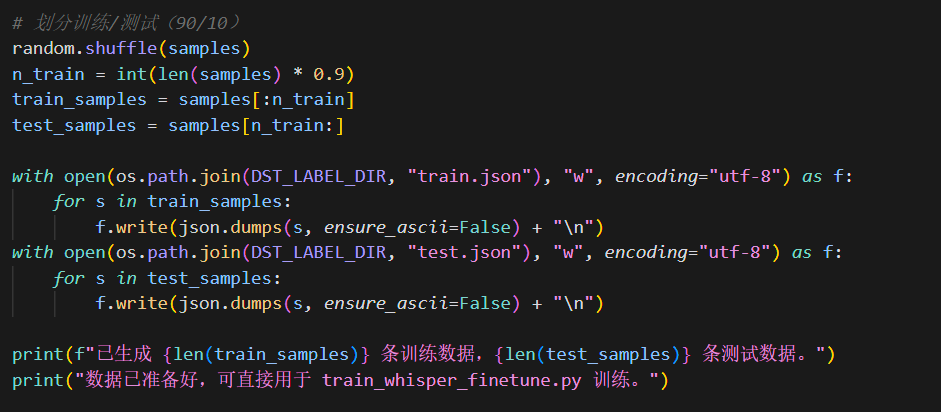 # 划分训练/测试（90/10）
random.shuffle(samples)
n_train = int(len(samples) * 0.9)
train_samples = samples[:n_train]
test_samples = samples[n_train:]

with open(os.path.join(DST_LABEL_DIR, "train.json"), "w", encoding="utf-8") as f:
    for s in train_samples:
        f.write(json.dumps(s, ensure_ascii=False) + "\n")
with open(os.path.join(DST_LABEL_DIR, "test.json"), "w", encoding="utf-8") as f:
    for s in test_samples:
        f.write(json.dumps(s, ensure_ascii=False) + "\n")

print(f"已生成 {len(train_samples)} 条训练数据，{len(test_samples)} 条测试数据。")
print("数据已准备好，可直接用于 train_whisper_finetune.py 训练。")